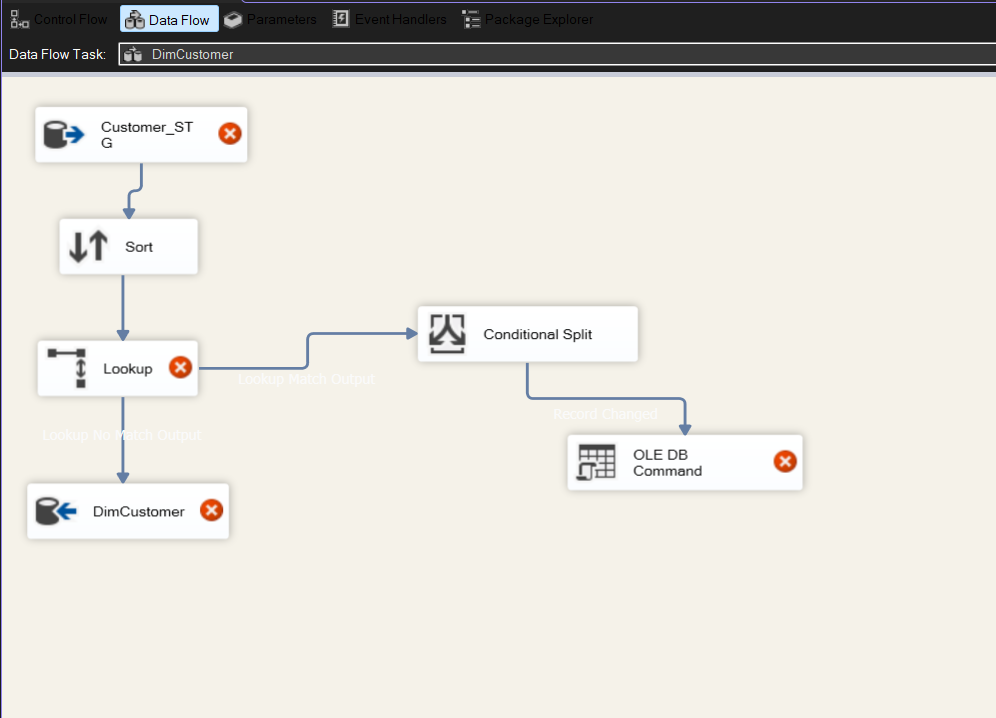 Control Flow
Data Flow
Parameters
Event Handlers
Package Explorer
Data Flow Task:
DimCustomer
Customer_ST
G
Sort
Lookup
Conditional Split
Lookup Match Output
Record Changed
Lookup No Match Output
OLE DB
Command
DimCustomer